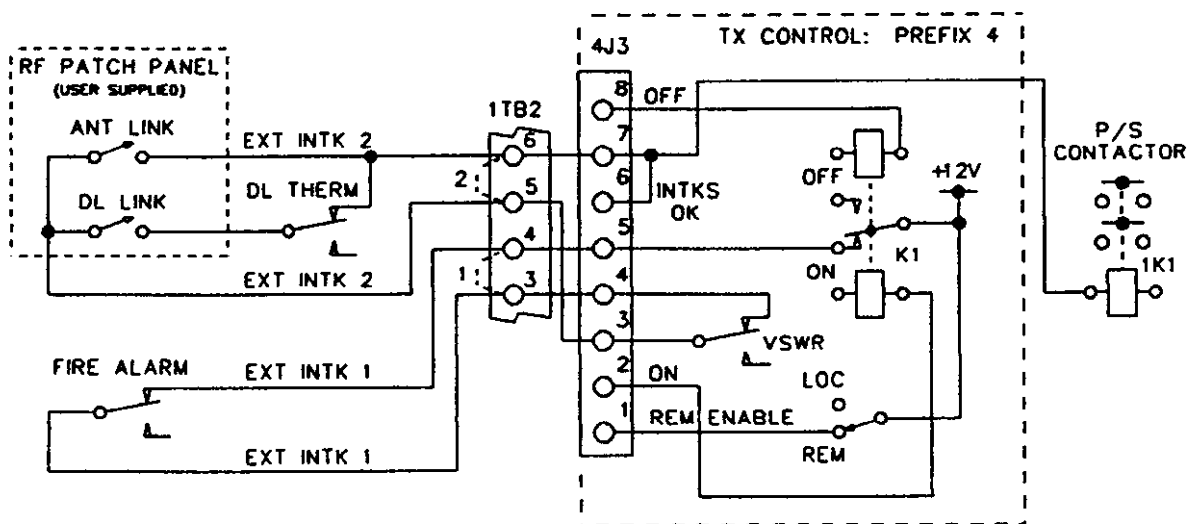 TX CONTROL: PREFIX 4
4J3
RF PATCH PANEL
(USER SUPPLIED)
1TB2
8 OFF
ANT LINK
EXT INTK 2
6
7
P/S
CONTACTOR
+12V
DL LINK
DL THERM
2
5
6
INTKS
OK
OFF
4
5
K1
EXT INTK 2
1
3
4
ON
1K1
3
VSWR
FIRE ALARM
EXT INTK 1
2
ON
LOC
1
REM ENABLE
REM
EXT INTK 1